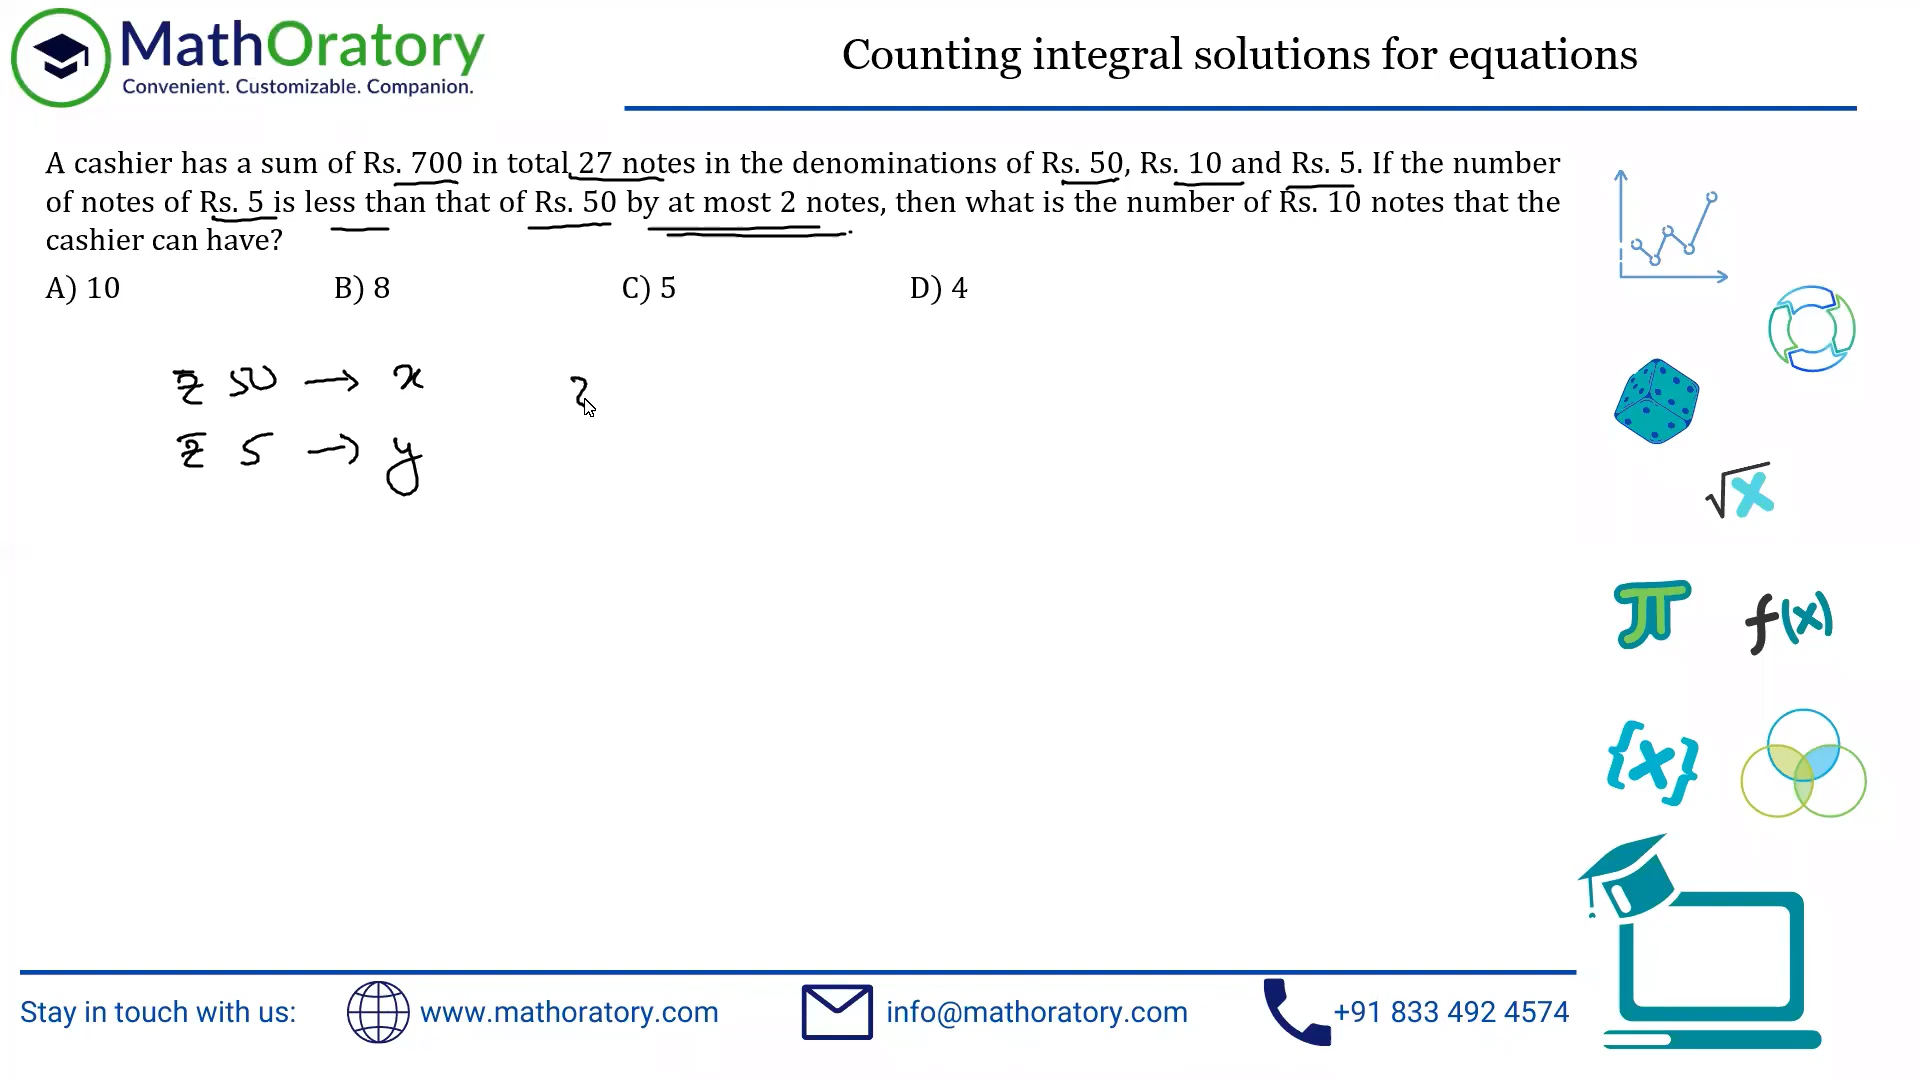 MathOratory
Convenient. Customizable. Companion.
Counting integral solutions for equations
A cashier has a sum of Rs. 700 in total 27 notes in the denominations of Rs. 50, Rs. 10 and Rs. 5. If the number
of notes of Rs. 5 is less than that of Rs. 50 by at most 2 notes, then what is the number of Rs. 10 notes that the
cashier can have?
A) 10 B) 8 C) 5 D) 4
₹ 50 → x
₹ 5 → y
√x
π f(x)
{x}
Stay in touch with us: www.mathoratory.com info@mathoratory.com +91 833 492 4574